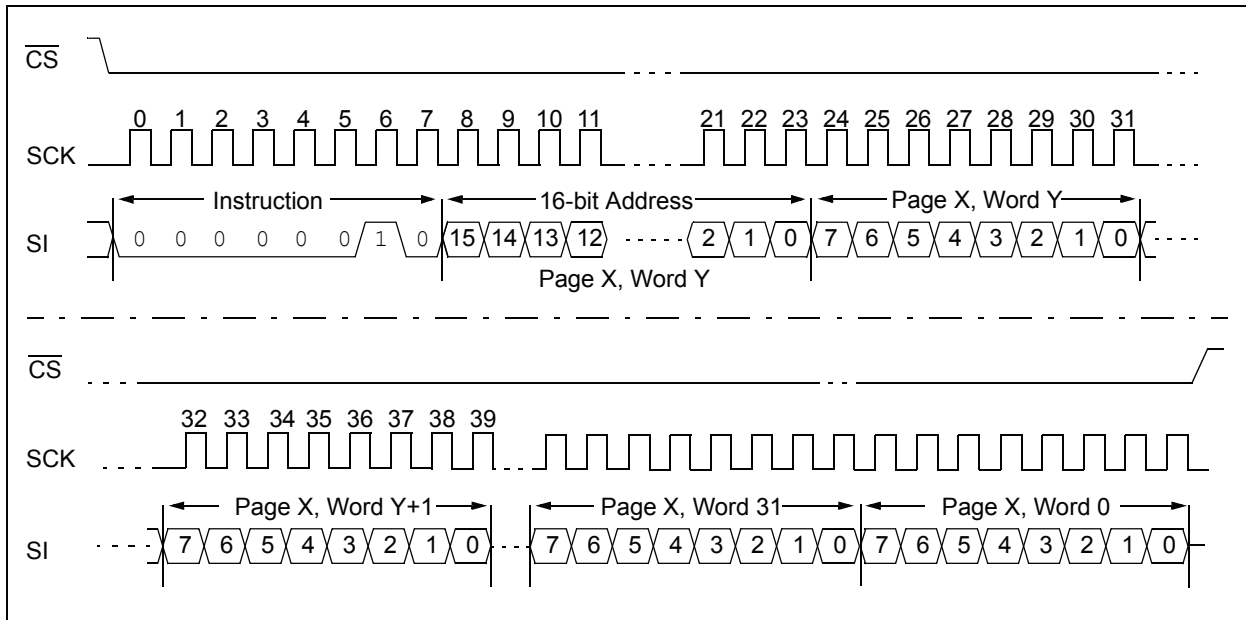 CS
0 1 2 3 4 5 6 7 8 9 10 11 21 22 23 24 25 26 27 28 29 30 31
SCK
Instruction 16-bit Address Page X, Word Y
SI 0 0 0 0 0 0 1 0 15 14 13 12 2 1 0 7 6 5 4 3 2 1 0
Page X, Word Y
CS
32 33 34 35 36 37 38 39
SCK
Page X, Word Y+1 Page X, Word 31 Page X, Word 0
SI 7 6 5 4 3 2 1 0 7 6 5 4 3 2 1 0 7 6 5 4 3 2 1 0